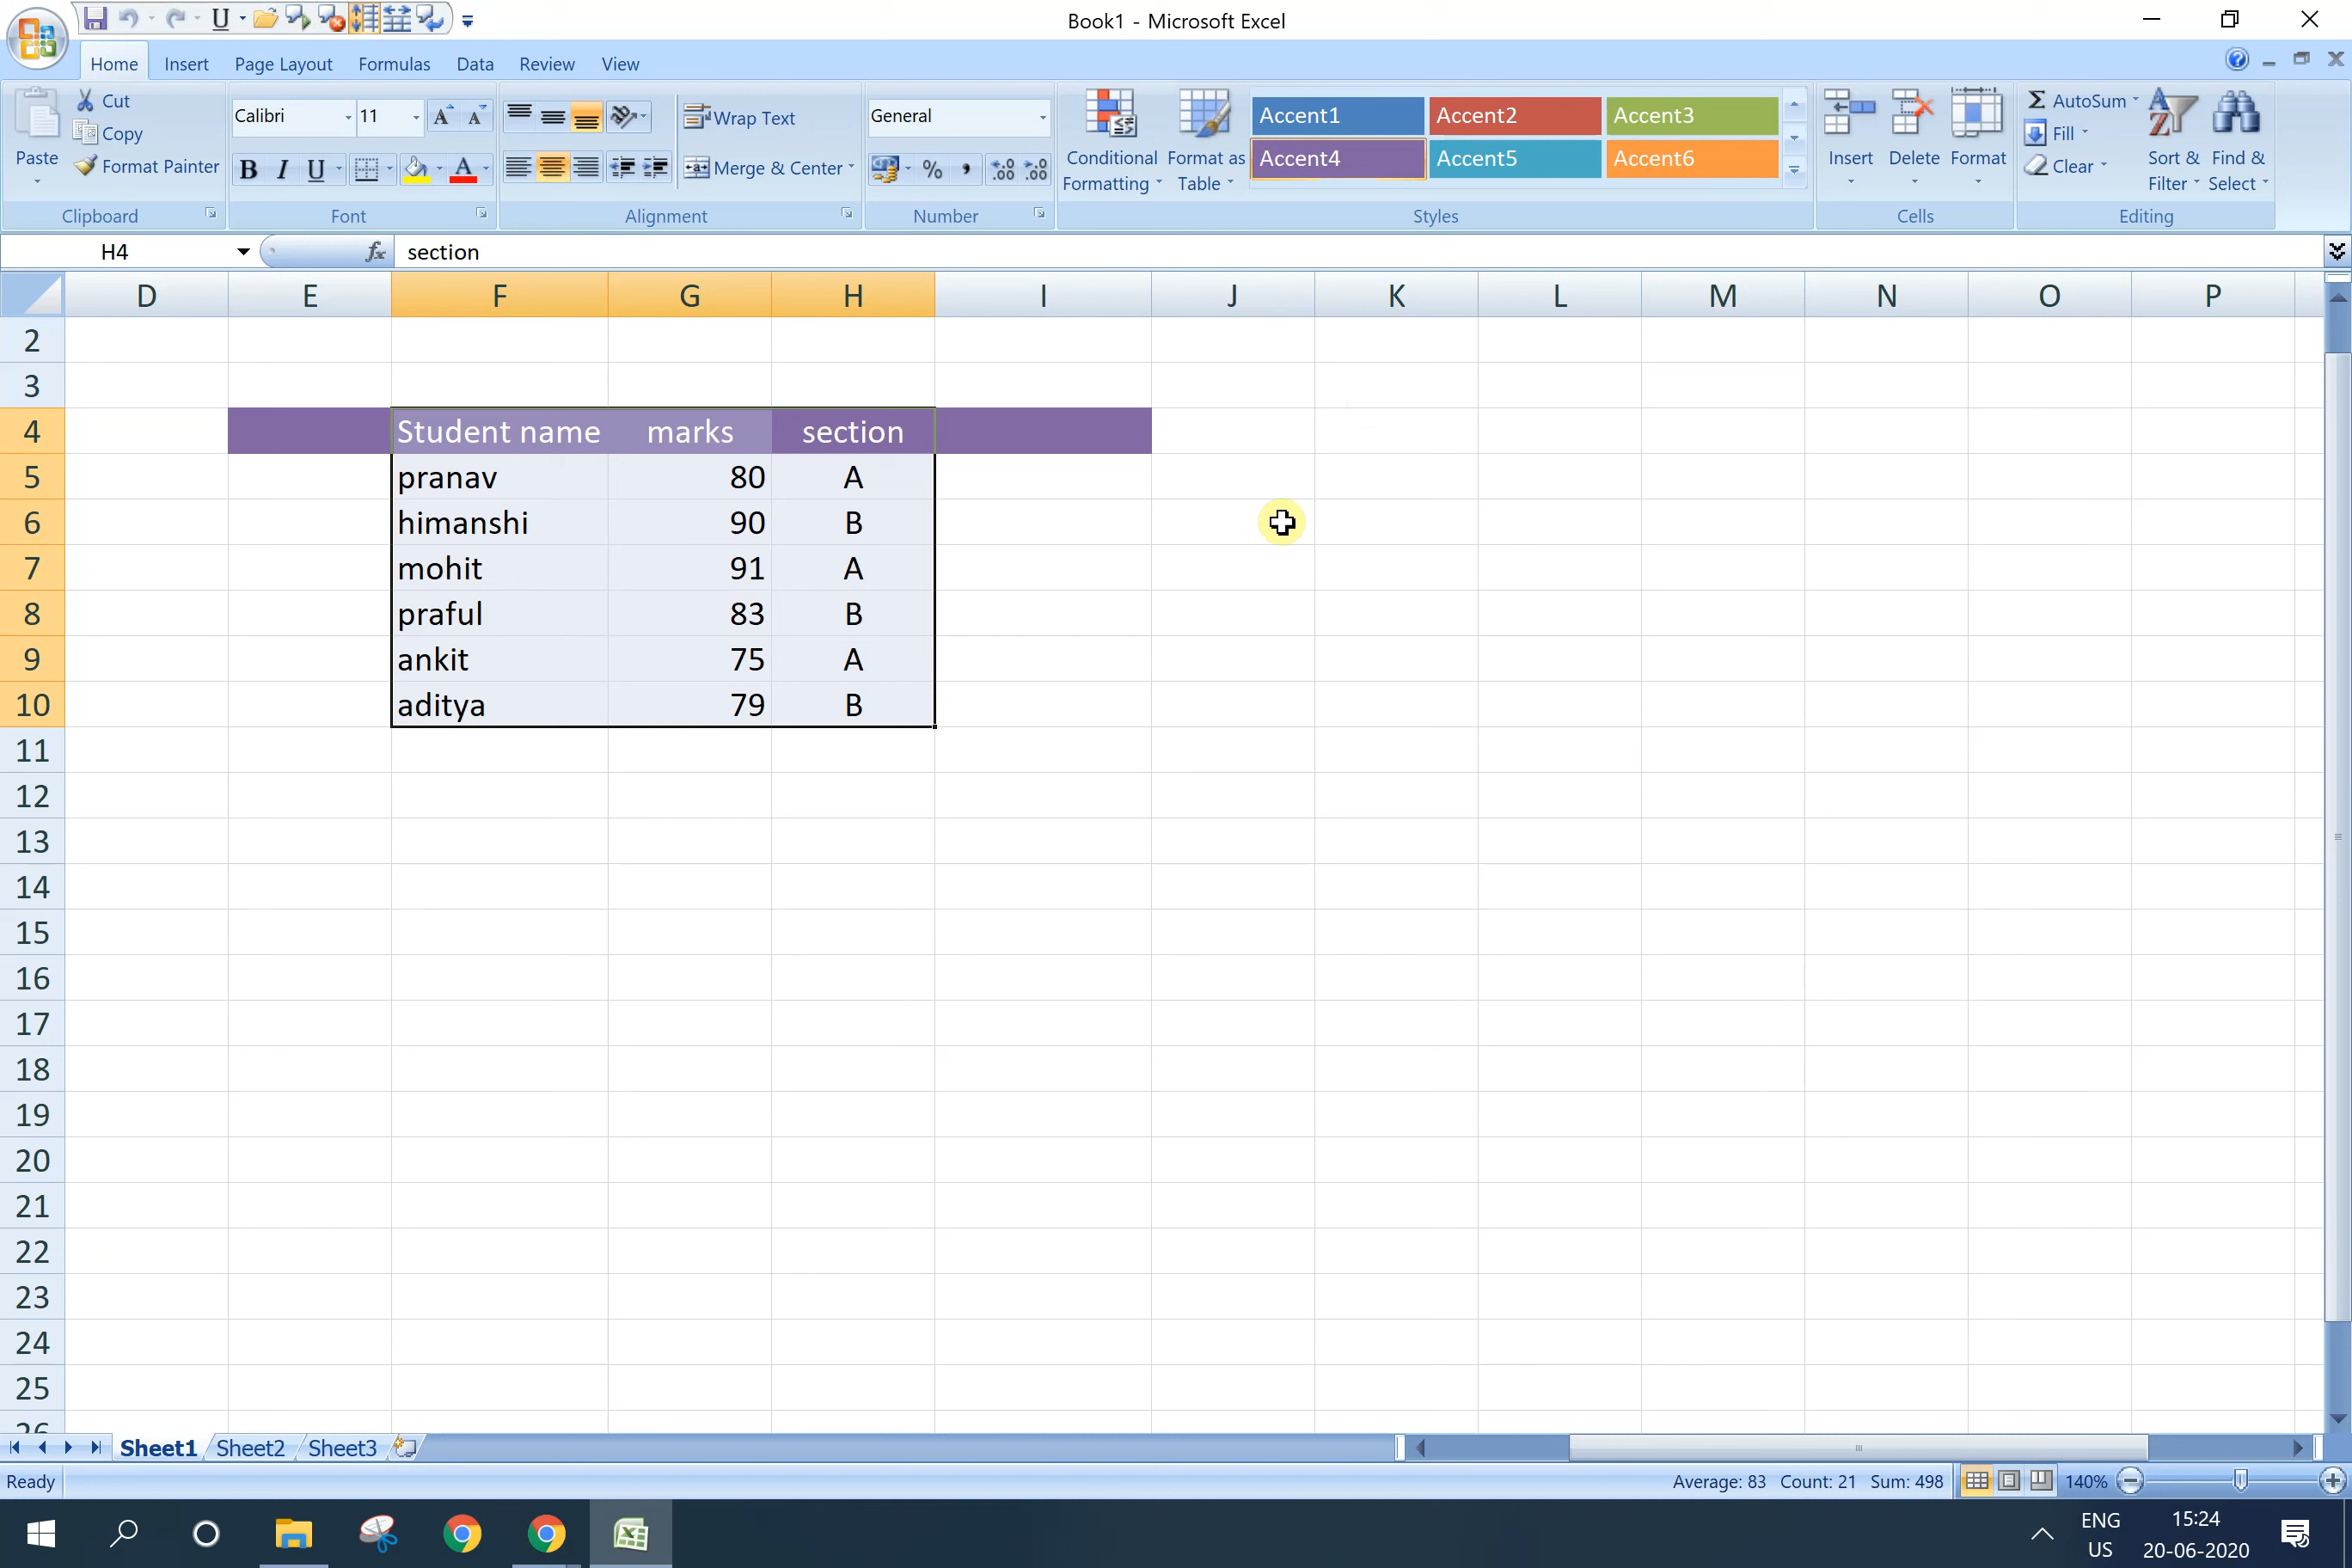 Book1 - Microsoft Excel
Home Insert Page Layout Formulas Data Review View
Paste
Cut
Copy
Format Painter
Clipboard
Calibri 11
Font
Wrap Text
Merge & Center
Alignment
General
Number
Conditional Formatting
Format as Table
Accent1 Accent2 Accent3
Accent4 Accent5 Accent6
Styles
Insert Delete Format
Cells
AutoSum
Fill
Clear
Sort & Filter
Find & Select
Editing
H4 fx section
D E F G H I J K L M N O P
2
3
4 Student name marks section
5 pranav 80 A
6 himanshi 90 B
7 mohit 91 A
8 praful 83 B
9 ankit 75 A
10 aditya 79 B
11
12
13
14
15
16
17
18
19
20
21
22
23
24
25
26
Sheet1 Sheet2 Sheet3
Ready Average: 83 Count: 21 Sum: 498 140%
ENG 15:24
US 20-06-2020